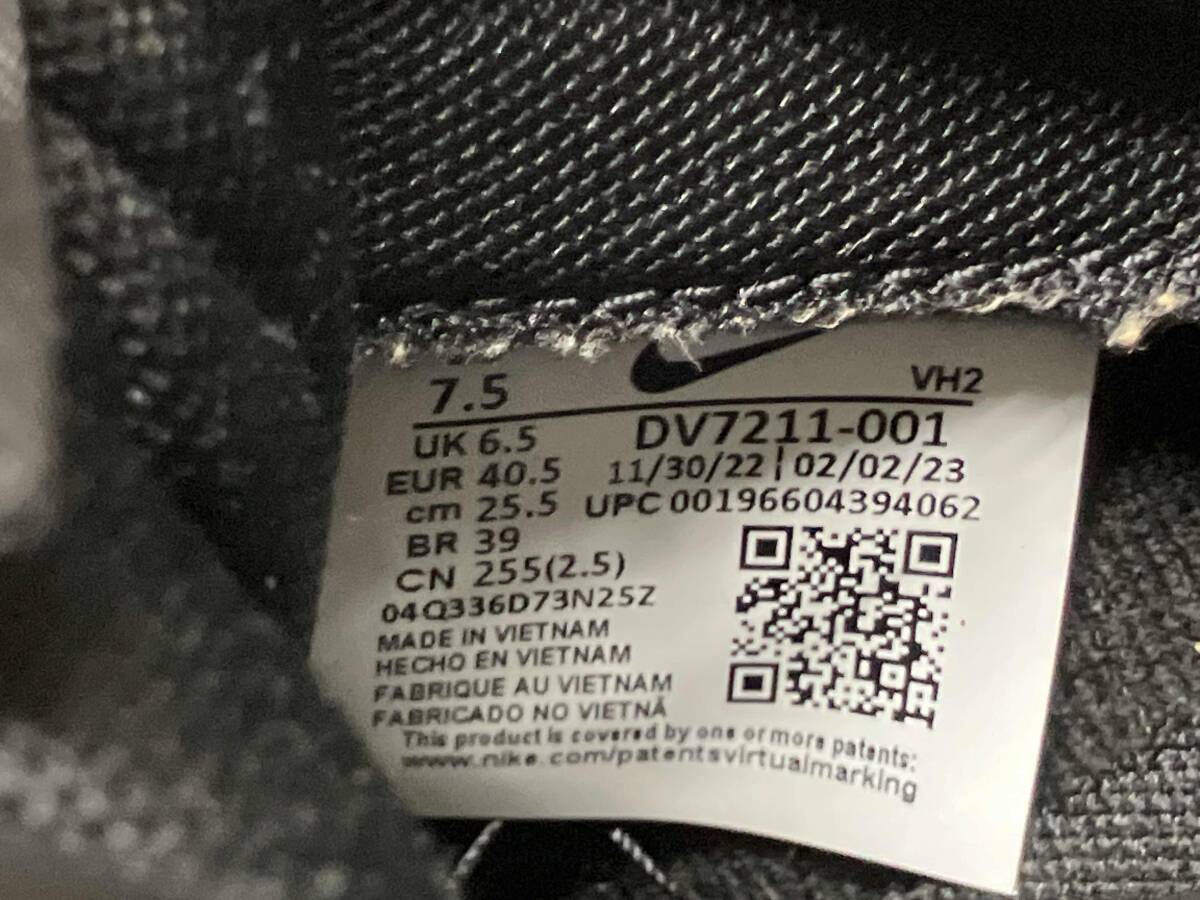 7.5 VH2
UK 6.5 DV7211-001
EUR 40.5 11/30/22 | 02/02/23
cm 25.5 UPC 00196604394062
BR 39
CN 255(2.5)
04Q336D73N25Z
MADE IN VIETNAM
HECHO EN VIETNAM
FABRIQUE AU VIETNAM
FABRICADO NO VIETNÃ
This product is covered by one or more patents:
www.nike.com/patentsvirtualmarking